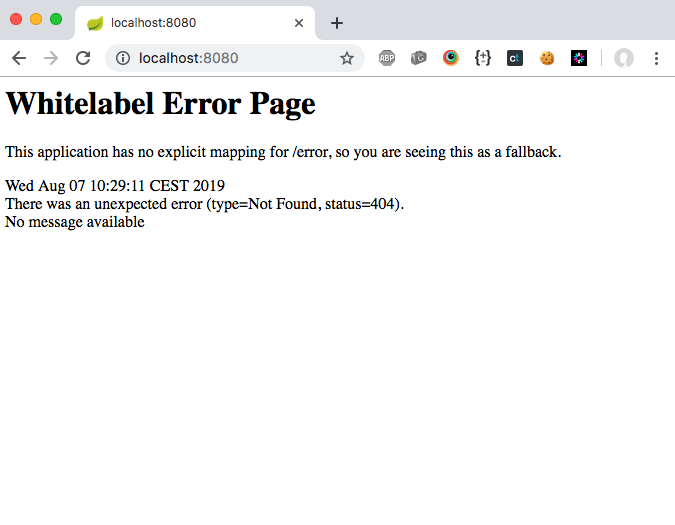 localhost:8080
localhost:8080
ABP
Whitelabel Error Page
This application has no explicit mapping for /error, so you are seeing this as a fallback.
Wed Aug 07 10:29:11 CEST 2019
There was an unexpected error (type=Not Found, status=404).
No message available